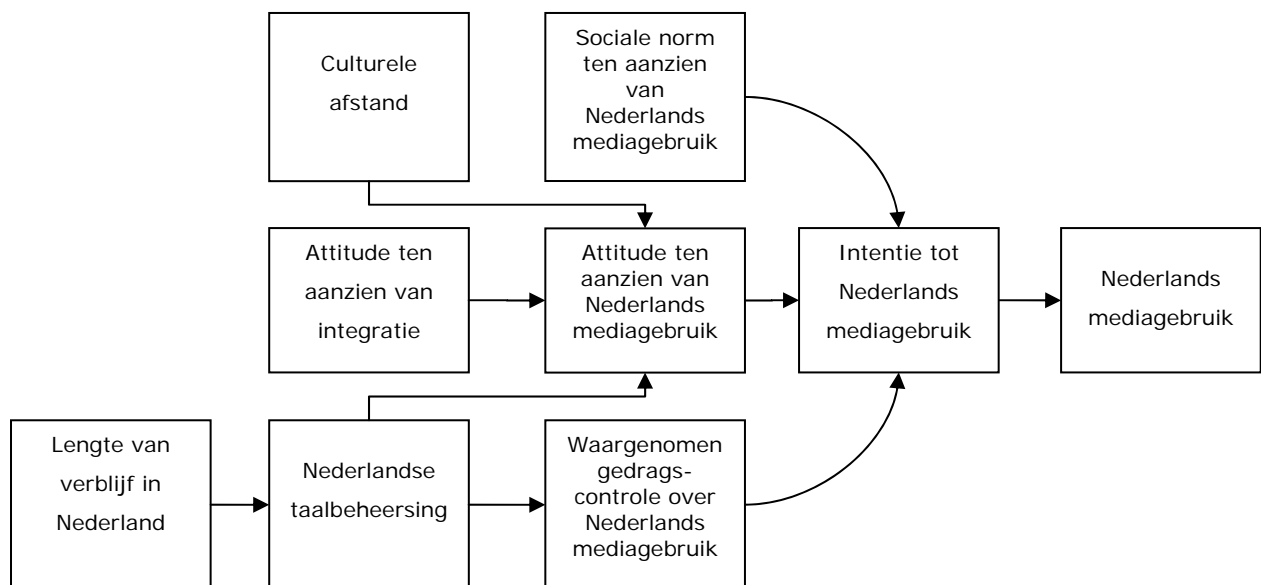 Culturele
afstand
Sociale norm
ten aanzien
van
Nederlands
mediagebruik
Attitude ten
aanzien van
integratie
Attitude ten
aanzien van
Nederlands
mediagebruik
Intentie tot
Nederlands
mediagebruik
Nederlands
mediagebruik
Lengte van
verblijf in
Nederland
Nederlandse
taalbeheersing
Waargenomen
gedrags-
controle over
Nederlands
mediagebruik